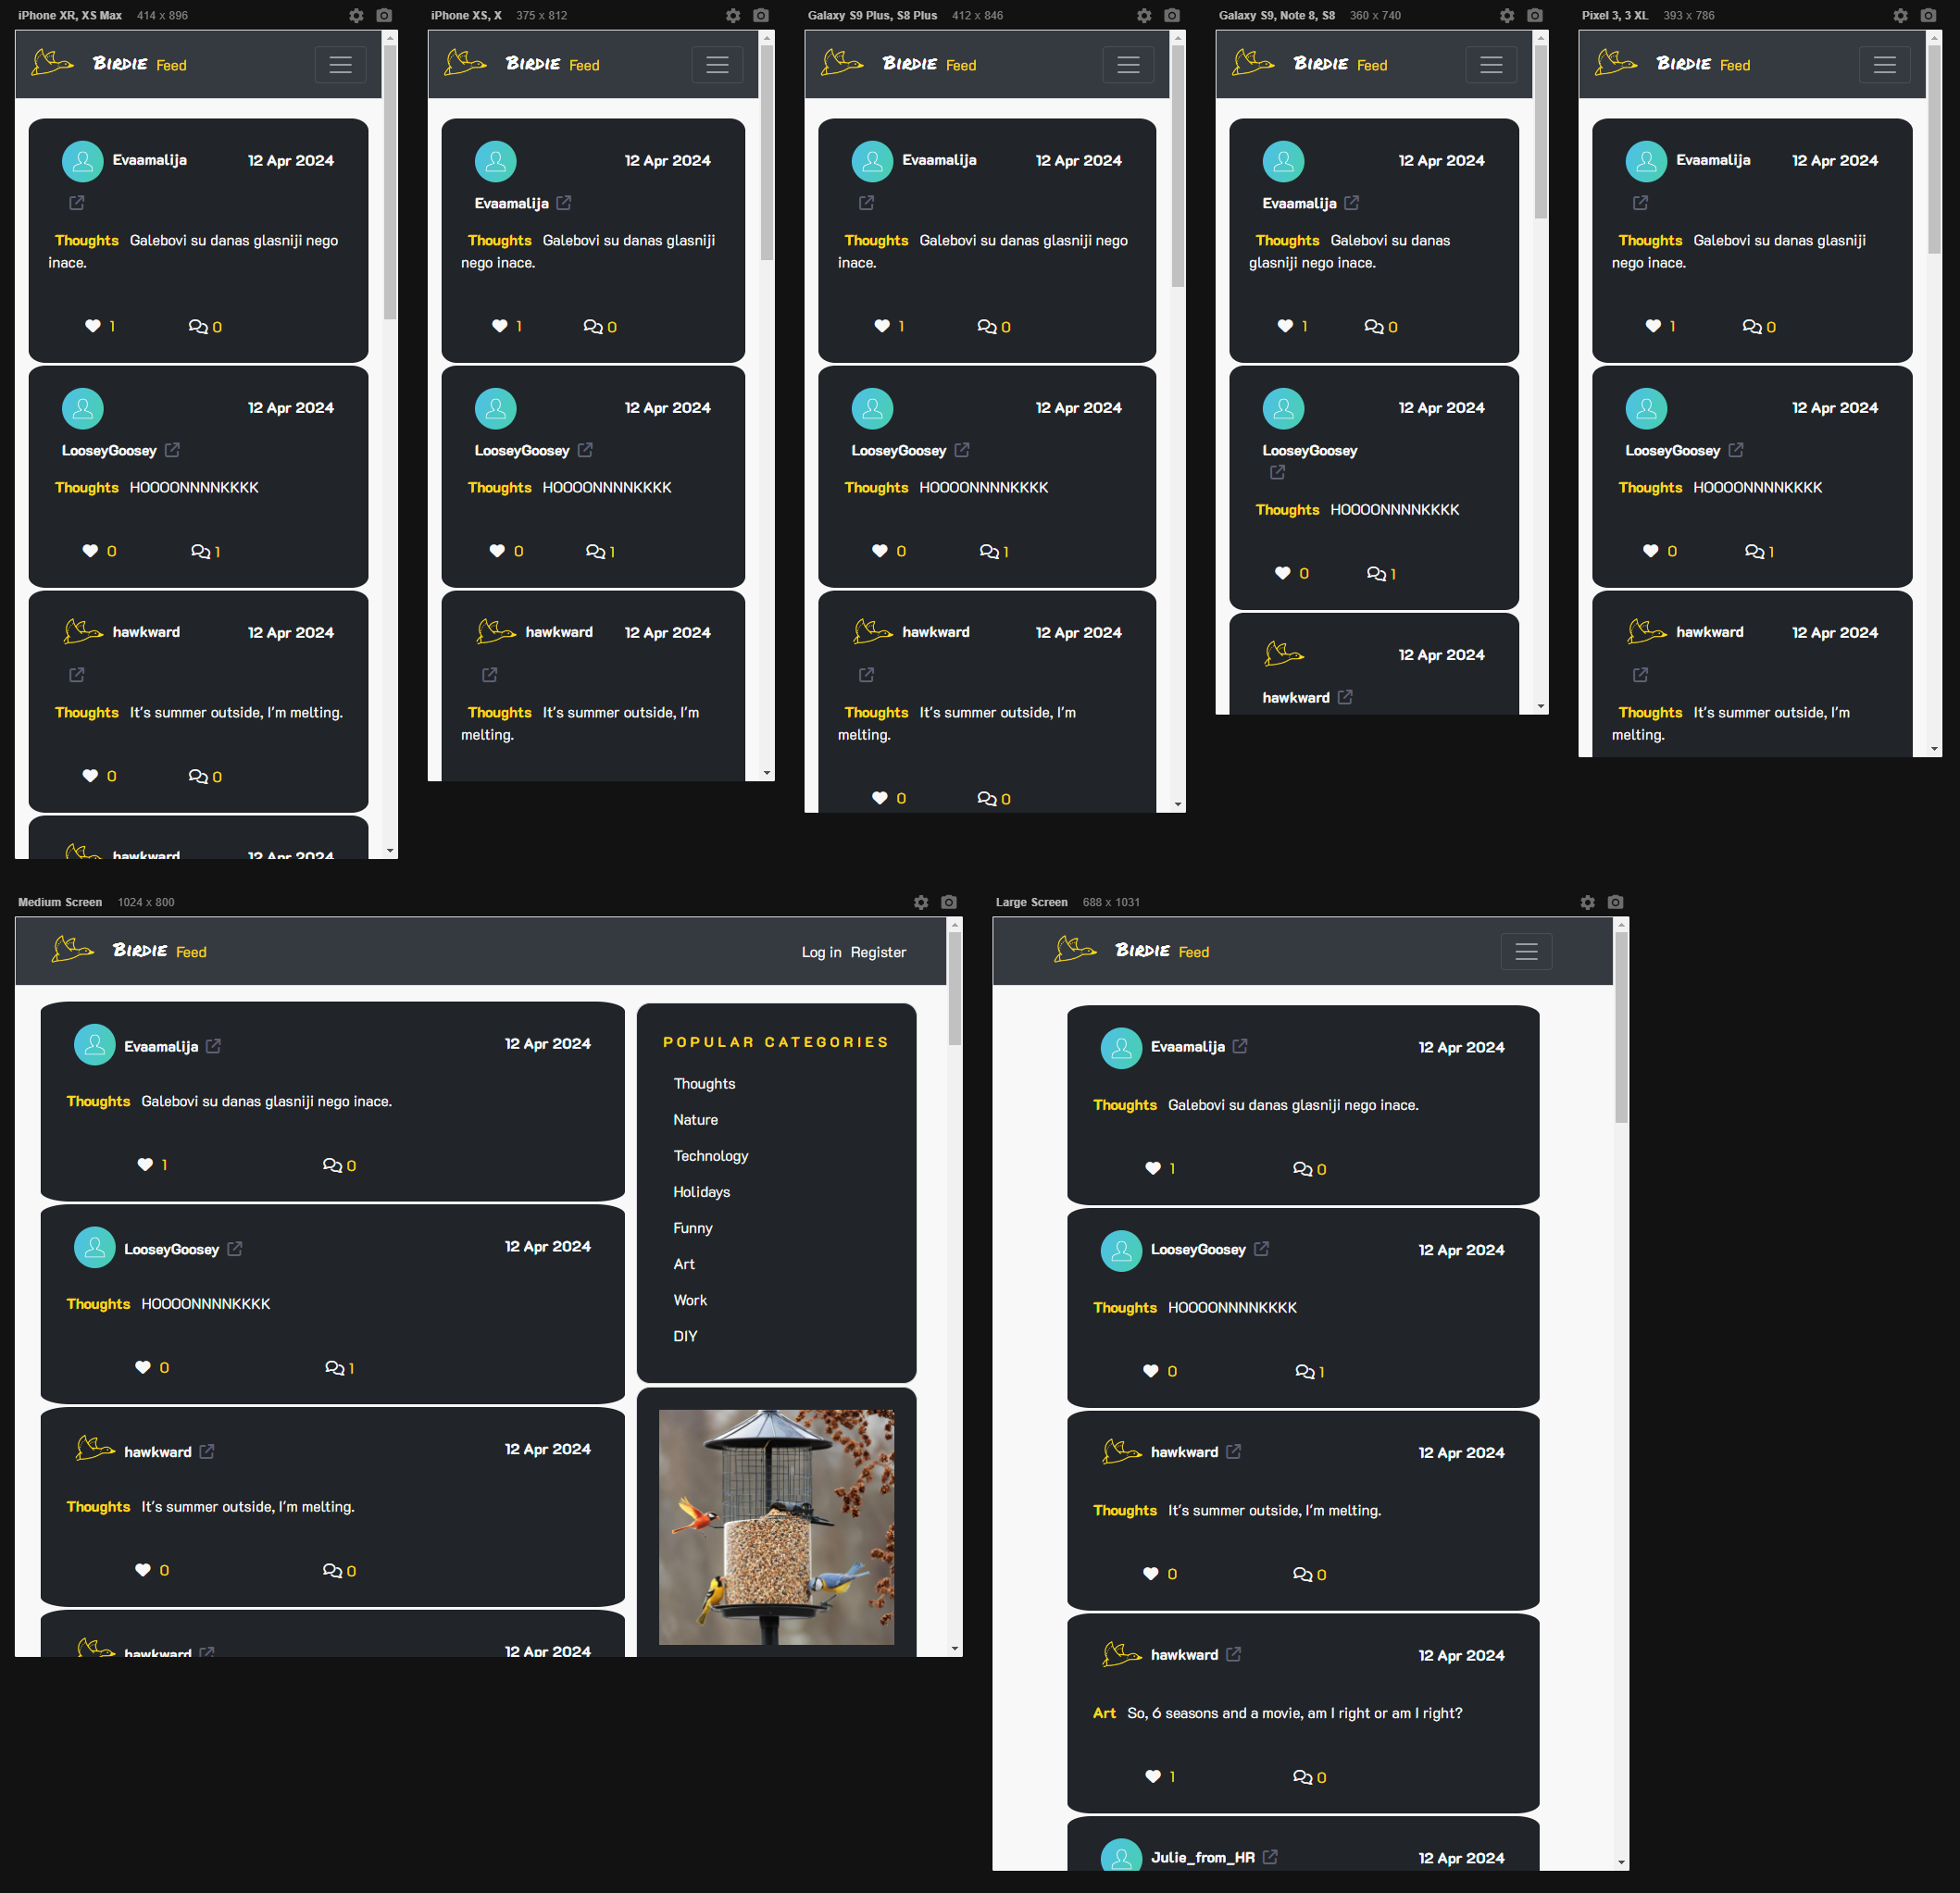 iPhone XR, XS Max 414 x 896
BIRDIE Feed
Evaamalija 12 Apr 2024
Thoughts Galebovi su danas glasniji nego
inace.
1 0
12 Apr 2024
LooseyGoosey
Thoughts HOOOONNNNKKKK
0 1
hawkward 12 Apr 2024
Thoughts It's summer outside, I'm melting.
0 0
hawkward 12 Apr 2024
iPhone XS, X 375 x 812
BIRDIE Feed
12 Apr 2024
Evaamalija
Thoughts Galebovi su danas glasniji
nego inace.
1 0
12 Apr 2024
LooseyGoosey
Thoughts HOOOONNNNKKKK
0 1
hawkward 12 Apr 2024
Thoughts It's summer outside, I'm
melting.
Galaxy S9 Plus, S8 Plus 412 x 846
BIRDIE Feed
Evaamalija 12 Apr 2024
Thoughts Galebovi su danas glasniji nego
inace.
1 0
12 Apr 2024
LooseyGoosey
Thoughts HOOOONNNNKKKK
0 1
hawkward 12 Apr 2024
Thoughts It's summer outside, I'm
melting.
0 0
Galaxy S9, Note 8, S8 360 x 740
BIRDIE Feed
12 Apr 2024
Evaamalija
Thoughts Galebovi su danas
glasniji nego inace.
1 0
12 Apr 2024
LooseyGoosey
Thoughts HOOOONNNNKKKK
0 1
12 Apr 2024
hawkward
Pixel 3, 3 XL 393 x 786
BIRDIE Feed
Evaamalija 12 Apr 2024
Thoughts Galebovi su danas glasniji
nego inace.
1 0
12 Apr 2024
LooseyGoosey
Thoughts HOOOONNNNKKKK
0 1
hawkward 12 Apr 2024
Thoughts It's summer outside, I'm
melting.
Medium Screen 1024 x 800
BIRDIE Feed Log in Register
Evaamalija 12 Apr 2024
Thoughts Galebovi su danas glasniji nego inace.
1 0
LooseyGoosey 12 Apr 2024
Thoughts HOOOONNNNKKKK
0 1
hawkward 12 Apr 2024
Thoughts It's summer outside, I'm melting.
0 0
hawkward 12 Apr 2024
POPULAR CATEGORIES
Thoughts
Nature
Technology
Holidays
Funny
Art
Work
DIY
Large Screen 688 x 1031
BIRDIE Feed
Evaamalija 12 Apr 2024
Thoughts Galebovi su danas glasniji nego inace.
1 0
LooseyGoosey 12 Apr 2024
Thoughts HOOOONNNNKKKK
0 1
hawkward 12 Apr 2024
Thoughts It's summer outside, I'm melting.
0 0
hawkward 12 Apr 2024
Art So, 6 seasons and a movie, am I right or am I right?
1 0
Julie_from_HR 12 Apr 2024